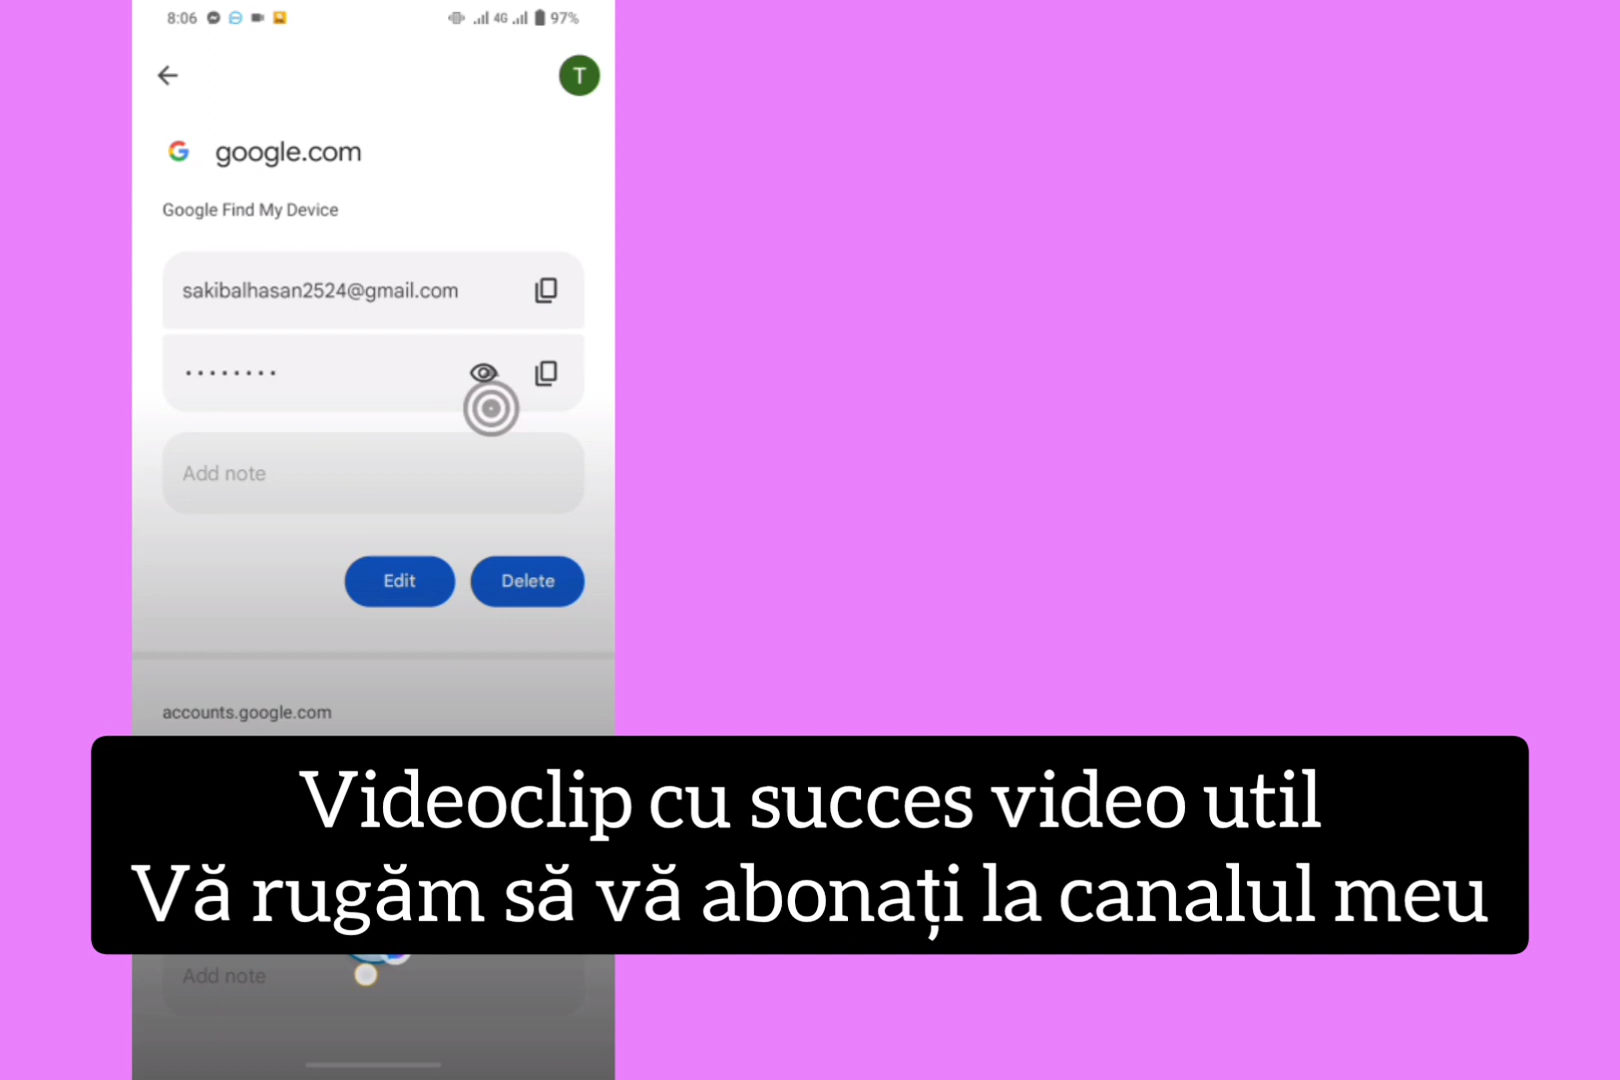 8:06 4G 97%
T
google.com
Google Find My Device
sakibalhasan2524@gmail.com
••••••••
Add note
Edit Delete
accounts.google.com
Videoclip cu succes video util
Vă rugăm să vă abonați la canalul meu
Add note